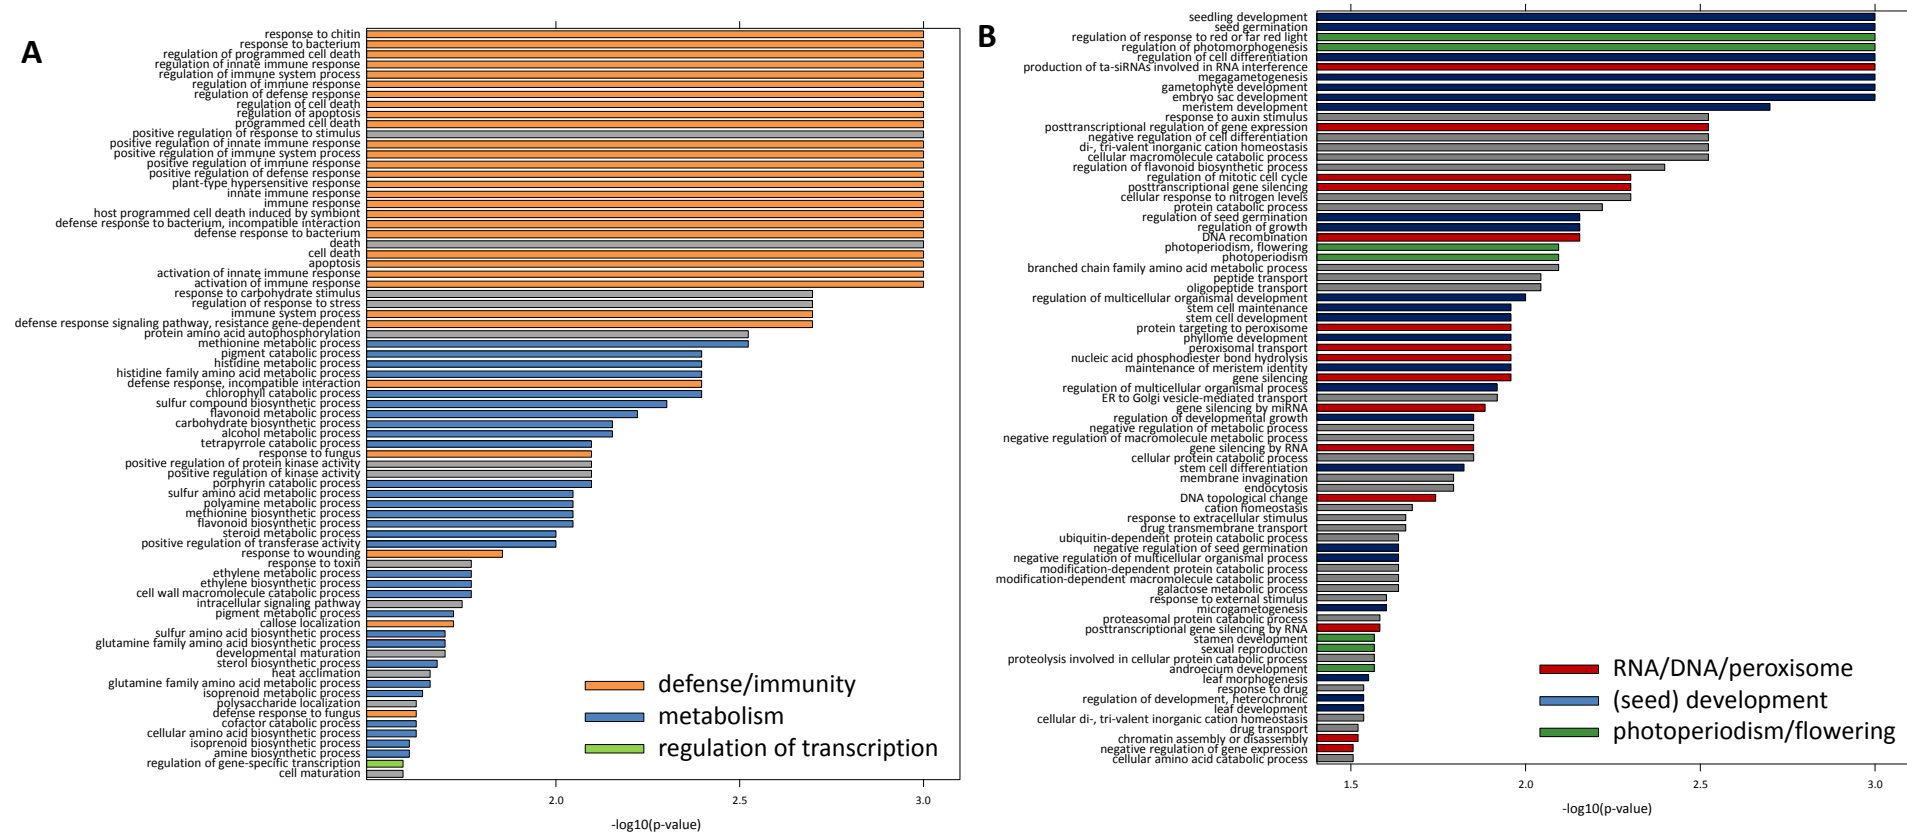 A
response to chitin
response to bacterium
regulation of programmed cell death
regulation of innate immune response
regulation of immune system process
regulation of immune response
regulation of defense response
regulation of cell death
regulation of apoptosis
programmed cell death
positive regulation of response to stimulus
positive regulation of innate immune response
positive regulation of immune system process
positive regulation of immune response
positive regulation of defense response
plant-type hypersensitive response
innate immune response
immune response
host programmed cell death induced by symbiont
defense response to bacterium, incompatible interaction
defense response to bacterium
death
cell death
apoptosis
activation of innate immune response
activation of immune response
response to carbohydrate stimulus
regulation of response to stress
immune system process
defense response signaling pathway, resistance gene-dependent
protein amino acid autophosphorylation
methionine metabolic process
pigment catabolic process
histidine metabolic process
histidine family amino acid metabolic process
defense response, incompatible interaction
chlorophyll catabolic process
sulfur compound biosynthetic process
flavonoid metabolic process
carbohydrate biosynthetic process
alcohol metabolic process
tetrapyrrole catabolic process
response to fungus
positive regulation of protein kinase activity
positive regulation of kinase activity
porphyrin catabolic process
sulfur amino acid metabolic process
polyamine metabolic process
methionine biosynthetic process
flavonoid biosynthetic process
steroid metabolic process
positive regulation of transferase activity
response to wounding
response to toxin
ethylene metabolic process
ethylene biosynthetic process
cell wall macromolecule catabolic process
intracellular signaling pathway
pigment metabolic process
callose localization
sulfur amino acid biosynthetic process
glutamine family amino acid biosynthetic process
developmental maturation
sterol biosynthetic process
heat acclimation
glutamine family amino acid metabolic process
isoprenoid metabolic process
polysaccharide localization
defense response to fungus
cofactor catabolic process
cellular amino acid biosynthetic process
isoprenoid biosynthetic process
amine biosynthetic process
regulation of gene-specific transcription
cell maturation
defense/immunity
metabolism
regulation of transcription
2.0 2.5 3.0
-log10(p-value)
B
seedling development
seed germination
regulation of response to red or far red light
regulation of photomorphogenesis
regulation of cell differentiation
production of ta-siRNAs involved in RNA interference
megagametogenesis
gametophyte development
embryo sac development
meristem development
response to auxin stimulus
posttranscriptional regulation of gene expression
negative regulation of cell differentiation
di-, tri-valent inorganic cation homeostasis
cellular macromolecule catabolic process
regulation of flavonoid biosynthetic process
regulation of mitotic cell cycle
posttranscriptional gene silencing
cellular response to nitrogen levels
protein catabolic process
regulation of seed germination
regulation of growth
DNA recombination
photoperiodism, flowering
photoperiodism
branched chain family amino acid metabolic process
peptide transport
oligopeptide transport
regulation of multicellular organismal development
stem cell maintenance
stem cell development
protein targeting to peroxisome
phyllome development
peroxisomal transport
nucleic acid phosphodiester bond hydrolysis
maintenance of meristem identity
gene silencing
regulation of multicellular organismal process
ER to Golgi vesicle-mediated transport
gene silencing by miRNA
regulation of developmental growth
negative regulation of metabolic process
negative regulation of macromolecule metabolic process
gene silencing by RNA
cellular protein catabolic process
stem cell differentiation
membrane invagination
endocytosis
DNA topological change
cation homeostasis
response to extracellular stimulus
drug transmembrane transport
ubiquitin-dependent protein catabolic process
negative regulation of seed germination
negative regulation of multicellular organismal process
modification-dependent protein catabolic process
modification-dependent macromolecule catabolic process
galactose metabolic process
response to external stimulus
microgametogenesis
proteasomal protein catabolic process
posttranscriptional gene silencing by RNA
stamen development
sexual reproduction
proteolysis involved in cellular protein catabolic process
androecium development
leaf morphogenesis
response to drug
regulation of development, heterochronic
leaf development
cellular di-, tri-valent inorganic cation homeostasis
drug transport
chromatin assembly or disassembly
negative regulation of gene expression
cellular amino acid catabolic process
RNA/DNA/peroxisome
(seed) development
photoperiodism/flowering
1.5 2.0 2.5 3.0
-log10(p-value)